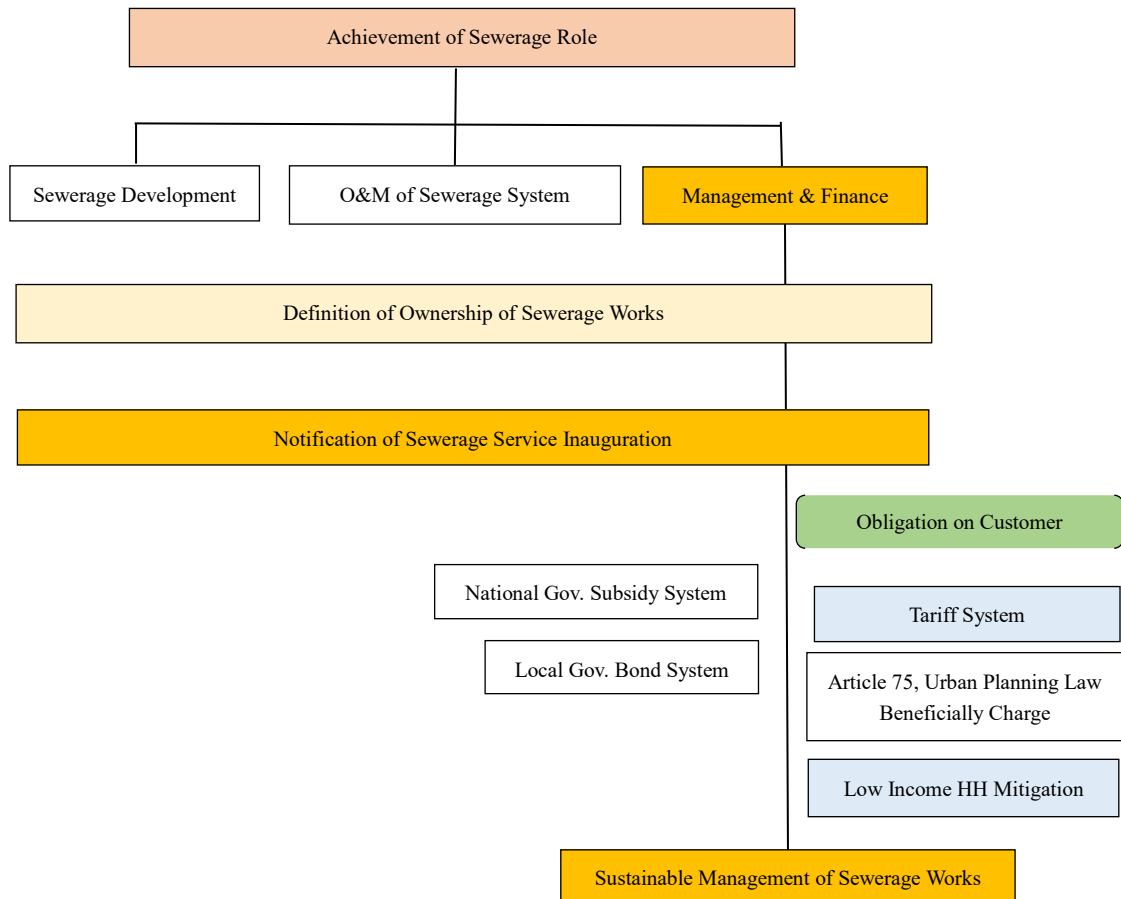 Achievement of Sewerage Role
Sewerage Development
O&M of Sewerage System
Management & Finance
Definition of Ownership of Sewerage Works
Notification of Sewerage Service Inauguration
Obligation on Customer
National Gov. Subsidy System
Tariff System
Local Gov. Bond System
Article 75, Urban Planning Law
Beneficially Charge
Low Income HH Mitigation
Sustainable Management of Sewerage Works